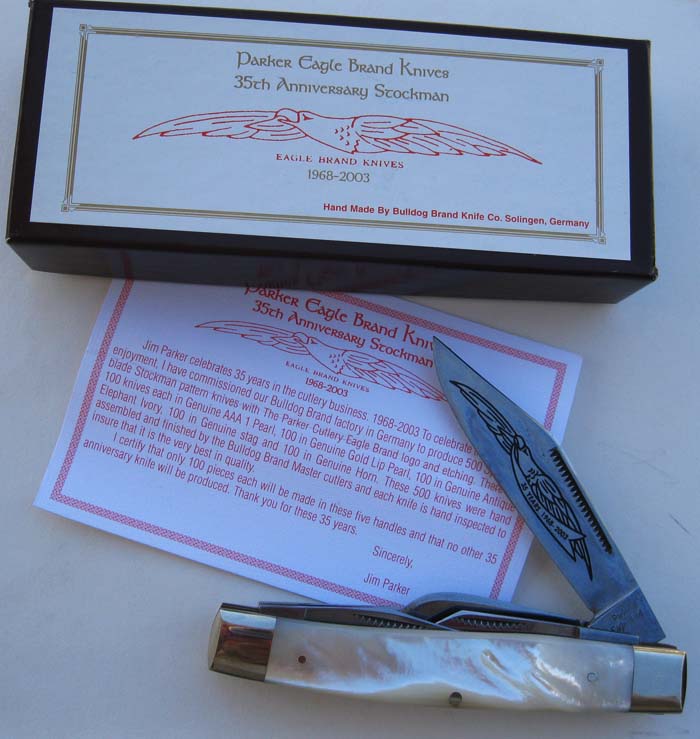 Parker Eagle Brand Knives
35th Anniversary Stockman
EAGLE BRAND KNIVES
1968-2003
Hand Made By Bulldog Brand Knife Co. Solingen, Germany
Parker Eagle Brand Kni
35th Anniversary Stockman
EAGLE BRAND KNIVES
1968-2003
Jim Parker celebrates 35 years in the cutlery business, 1968-2003 To celebrate
enjoyment, I have commissioned our Bulldog Brand factory in Germany to produce 500 5
blade Stockman pattern knives with The Parker Cutlery Eagle Brand logo and etching. There
100 knives each in Genuine AAA 1 Pearl, 100 in Genuine Gold Lip Pearl, 100 in Genuine Antique
Elephant Ivory, 100 in Genuine stag and 100 in Genuine Horn. These 500 knives were hand
assembled and finished by the Bulldog Brand Master cutlers and each knife is hand inspected to
insure that it is the very best in quality.
I certify that only 100 pieces each will be made in these five handles and that no other 35
anniversary knife will be produced. Thank you for these 35 years.
Sincerely,
Jim Parker
35 YEARS 1968-2003